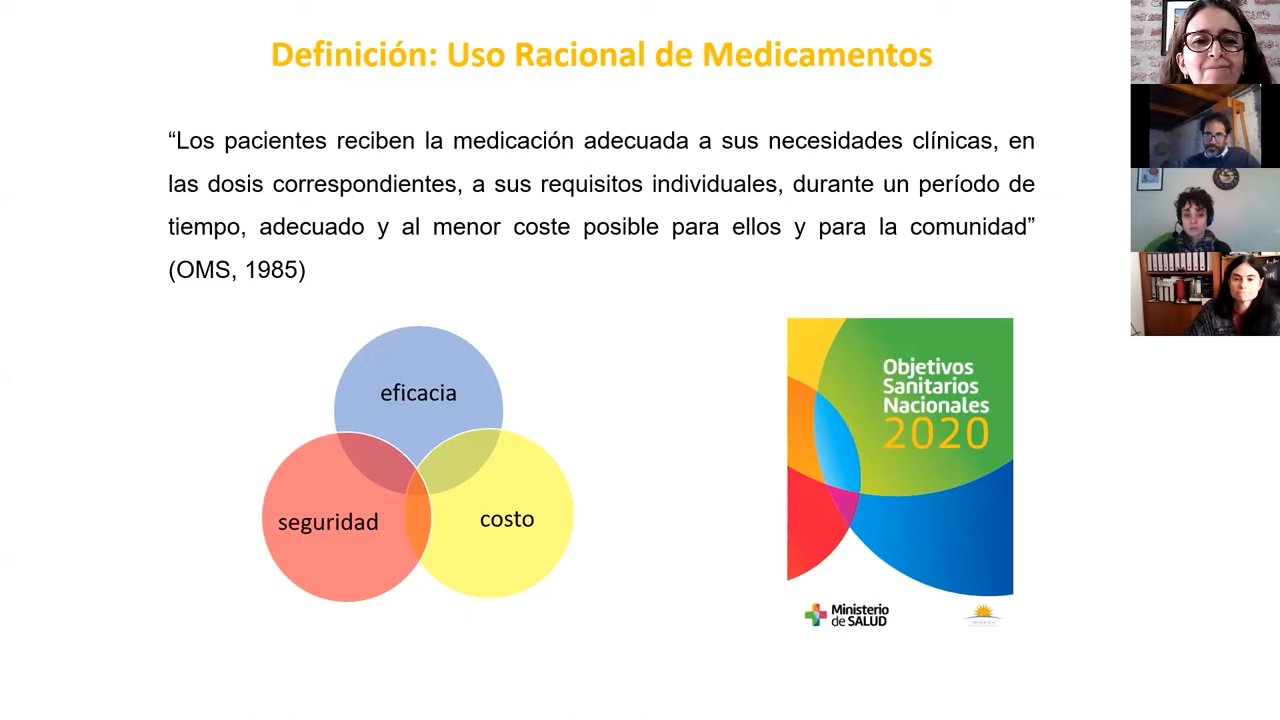 Definición: Uso Racional de Medicamentos
“Los pacientes reciben la medicación adecuada a sus necesidades clínicas, en
las dosis correspondientes, a sus requisitos individuales, durante un período de
tiempo, adecuado y al menor coste posible para ellos y para la comunidad”
(OMS, 1985)
eficacia
seguridad
costo
Objetivos
Sanitarios
Nacionales
2020
Ministerio
de SALUD